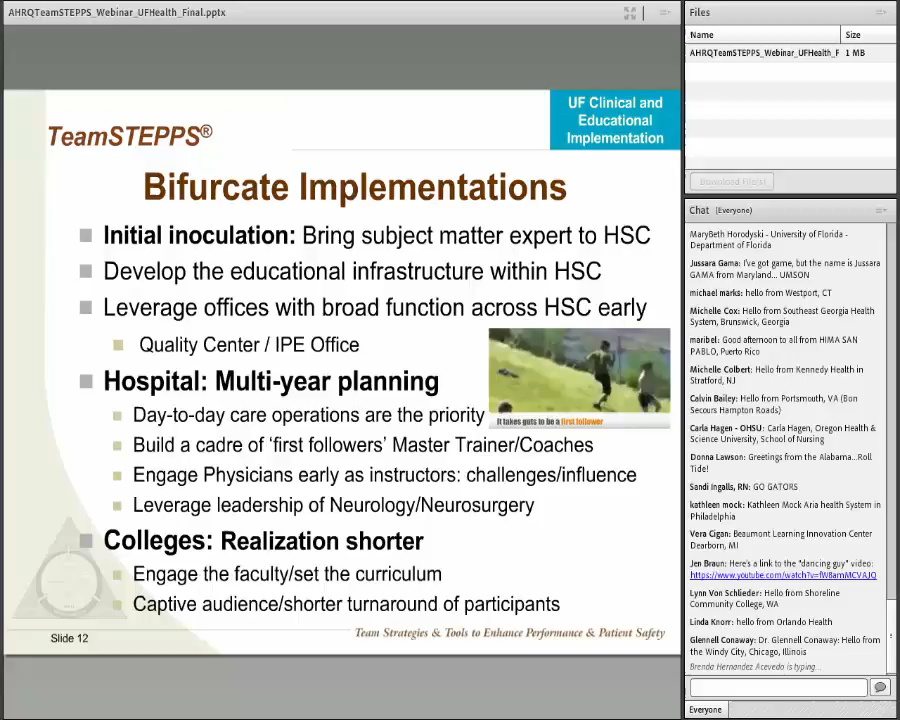 AHRQTeamSTEPPS_Webinar_UFHealth_Final.pptx
UF Clinical and
Educational
Implementation
TeamSTEPPS®
Bifurcate Implementations
Initial inoculation: Bring subject matter expert to HSC
Develop the educational infrastructure within HSC
Leverage offices with broad function across HSC early
Quality Center / IPE Office
It takes guts to be a first follower
Hospital: Multi-year planning
Day-to-day care operations are the priority
Build a cadre of ‘first followers’ Master Trainer/Coaches
Engage Physicians early as instructors: challenges/influence
Leverage leadership of Neurology/Neurosurgery
Colleges: Realization shorter
Engage the faculty/set the curriculum
Captive audience/shorter turnaround of participants
Slide 12
Team Strategies & Tools to Enhance Performance & Patient Safety
Files
Name Size
AHRQTeamSTEPPS_Webinar_UFHealth_F 1 MB
Download File(s)
Chat (Everyone)
MaryBeth Horodyski - University of Florida -
Department of Florida
Jussara Gama: I've got game, but the name is Jussara
GAMA from Maryland... UMSON
michael marks: hello from Westport, CT
Michelle Cox: Hello from Southeast Georgia Health
System, Brunswick, Georgia
maribel: Good afternoon to all from HIMA SAN
PABLO, Puerto Rico
Michelle Colbert: Hello from Kennedy Health in
Stratford, NJ
Calvin Bailey: Hello from Portsmouth, VA (Bon
Secours Hampton Roads)
Carla Hagen - OHSU: Carla Hagen, Oregon Health &
Science University, School of Nursing
Donna Lawson: Greetings from the Alabama...Roll
Tide!
Sandi Ingalls, RN: GO GATORS
kathleen mock: Kathleen Mock Aria health System in
Philadelphia
Vera Cigan: Beaumont Learning Innovation Center
Dearborn, MI
Jen Braun: Here's a link to the "dancing guy" video:
https://www.youtube.com/watch?v=fW8amMCVAJQ
Lynn Von Schlieder: Hello from Shoreline
Community College, WA
Linda Knorr: hello from Orlando Health
Glennell Conaway: Dr. Glennell Conaway: Hello from
the Windy City, Chicago, Illinois
Brenda Hernandez Acevedo is typing...
Everyone